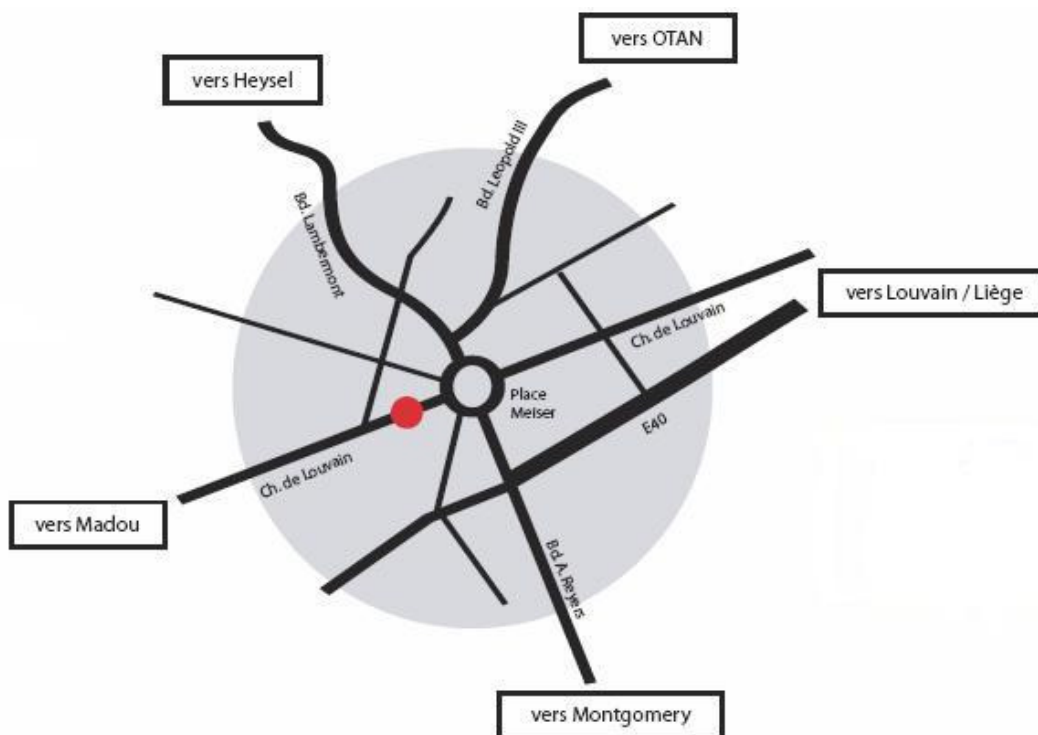 vers OTAN
vers Heysel
Bd. Leopold III
Bd. Lambermont
vers Louvain / Liège
Ch. de Louvain
Place
Meiser
E40
Ch. de Louvain
vers Madou
Bd. A. Reyers
vers Montgomery